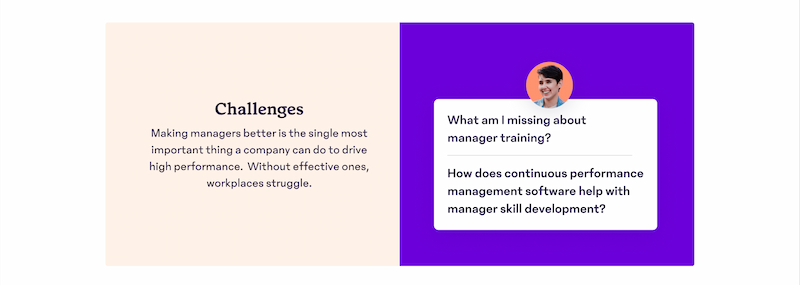 Challenges
Making managers better is the single most
important thing a company can do to drive
high performance. Without effective ones,
workplaces struggle.
What am I missing about
manager training?
How does continuous performance
management software help with
manager skill development?